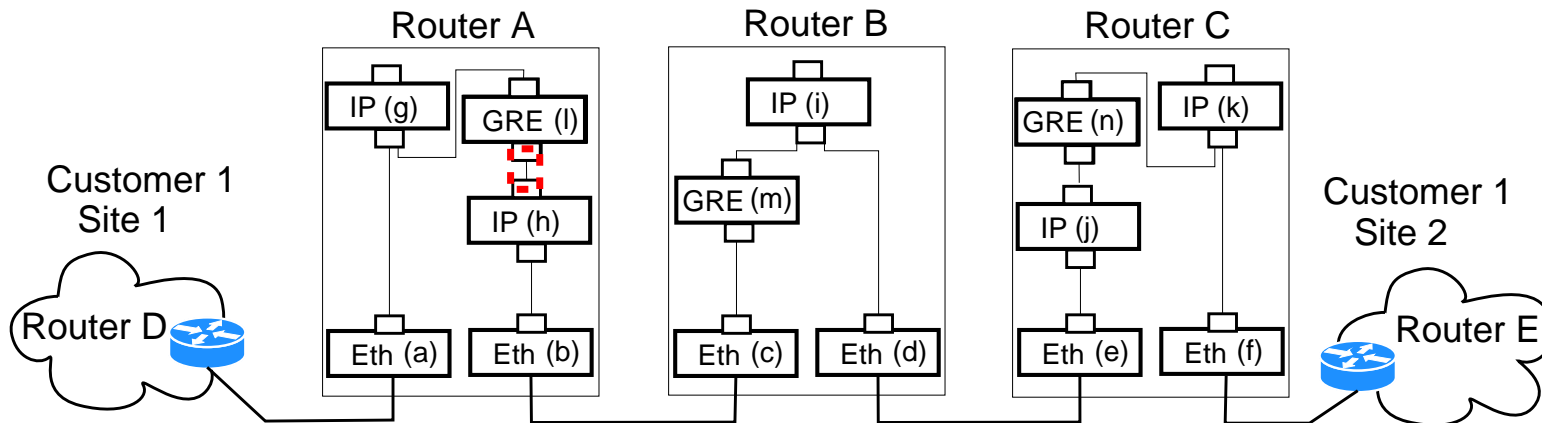 Router A
Router B
Router C
IP (g)
GRE (l)
IP (i)
GRE (n)
IP (k)
Customer 1
Site 1
GRE (m)
IP (h)
IP (j)
Customer 1
Site 2
Router D
Eth (a)
Eth (b)
Eth (c)
Eth (d)
Eth (e)
Eth (f)
Router E